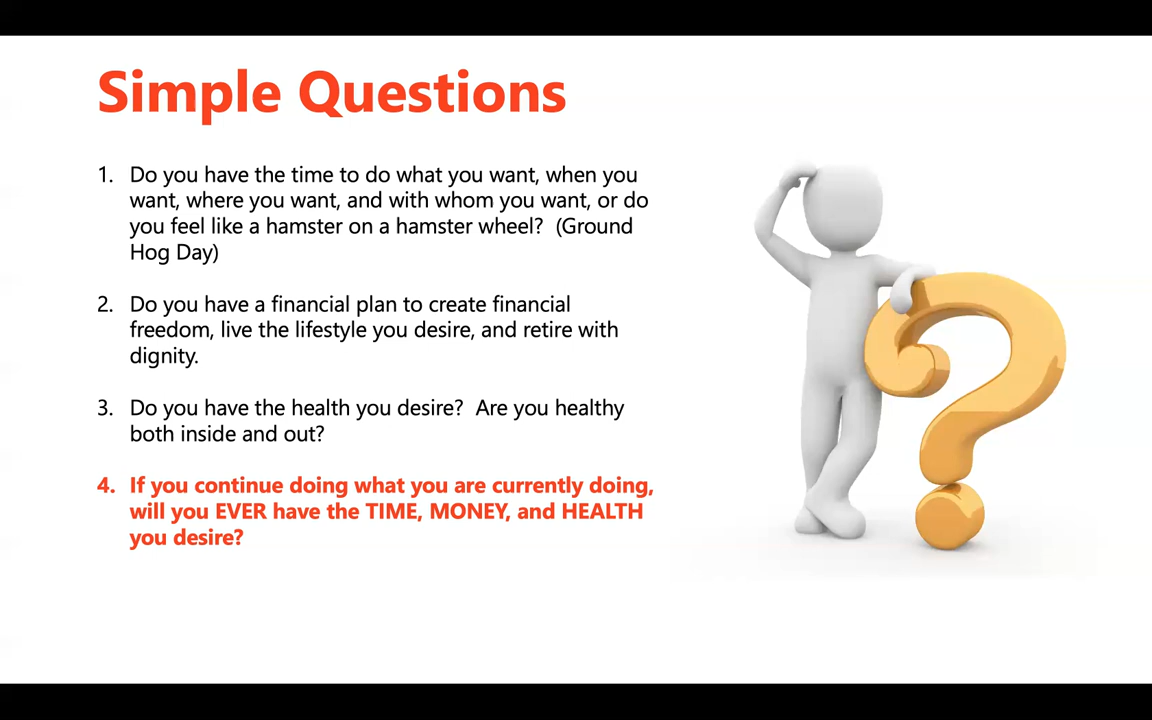 Simple Questions
1. Do you have the time to do what you want, when you
want, where you want, and with whom you want, or do
you feel like a hamster on a hamster wheel?  (Ground
Hog Day)
2. Do you have a financial plan to create financial
freedom, live the lifestyle you desire, and retire with
dignity.
3. Do you have the health you desire?  Are you healthy
both inside and out?
4. If you continue doing what you are currently doing,
will you EVER have the TIME, MONEY, and HEALTH
you desire?